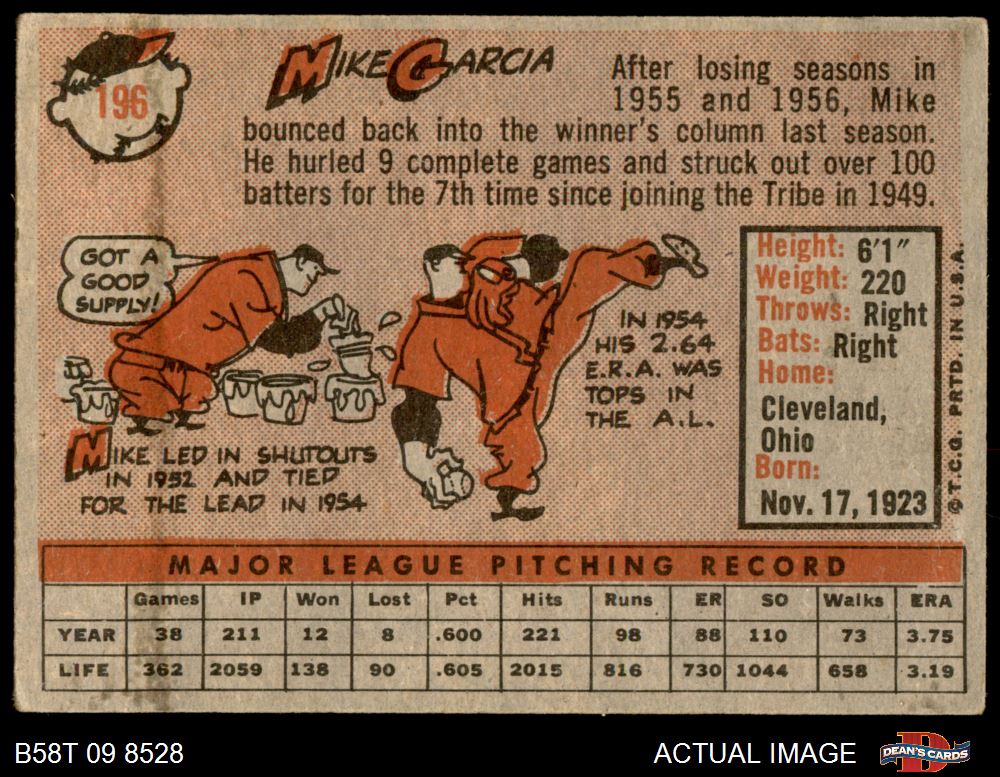 196
MIKE GARCIA
After losing seasons in
1955 and 1956, Mike
bounced back into the winner's column last season.
He hurled 9 complete games and struck out over 100
batters for the 7th time since joining the Tribe in 1949.
GOT A
GOOD
SUPPLY!
MIKE LED IN SHUTOUTS
IN 1952 AND TIED
FOR THE LEAD IN 1954
IN 1954
HIS 2.64
E.R.A. WAS
TOPS IN
THE A.L.
Height: 6'1"
Weight: 220
Throws: Right
Bats: Right
Home:
Cleveland,
Ohio
Born:
Nov. 17, 1923
© T.C.G. PRTD. IN U.S.A.
MAJOR LEAGUE PITCHING RECORD
Games IP Won Lost Pct Hits Runs ER SO Walks ERA
YEAR 38 211 12 8 .600 221 98 88 110 73 3.75
LIFE 362 2059 138 90 .605 2015 816 730 1044 658 3.19
B58T 09 8528
ACTUAL IMAGE
DEAN'S CARDS